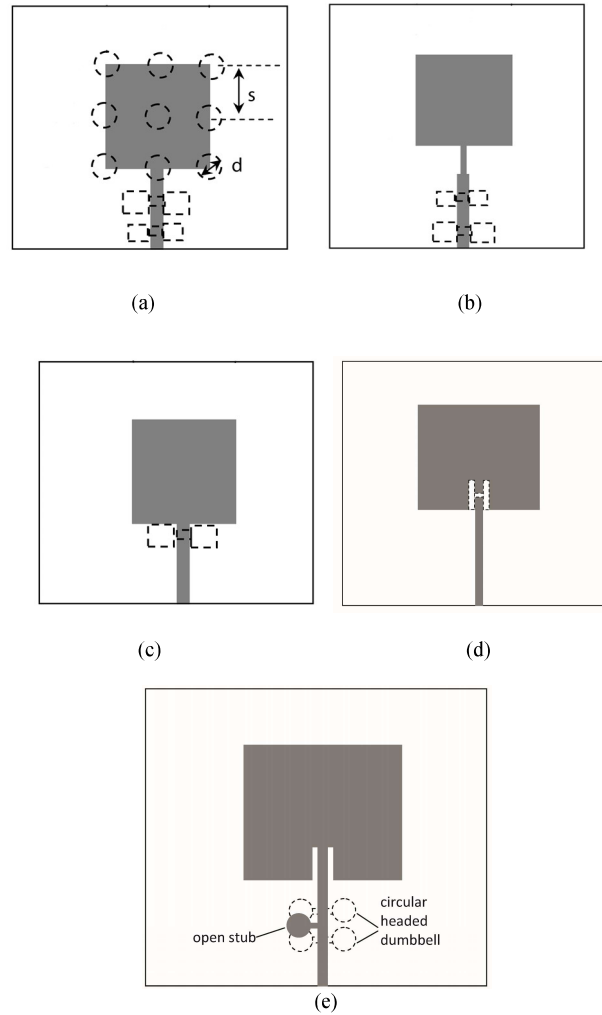 s
d
(a)
(b)
(c)
(d)
circular
headed
dumbbell
open stub
(e)